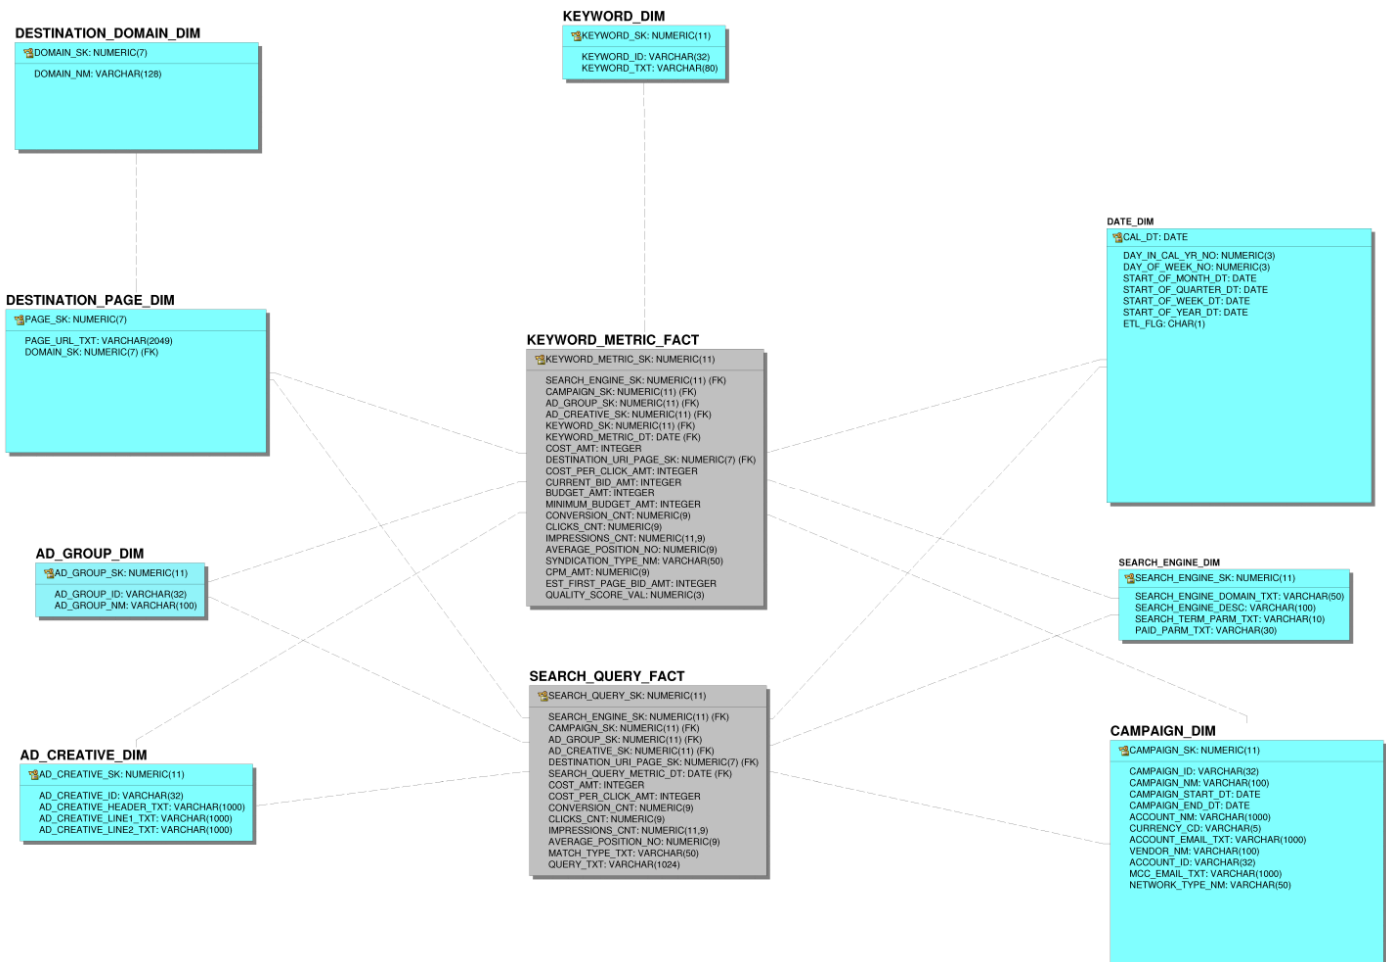 DESTINATION_DOMAIN_DIM
DOMAIN_SK: NUMERIC(7)
DOMAIN_NM: VARCHAR(128)
KEYWORD_DIM
KEYWORD_SK: NUMERIC(11)
KEYWORD_ID: VARCHAR(32)
KEYWORD_TXT: VARCHAR(80)
DATE_DIM
CAL_DT: DATE
DAY_IN_CAL_YR_NO: NUMERIC(3)
DAY_OF_WEEK_NO: NUMERIC(3)
START_OF_MONTH_DT: DATE
START_OF_QUARTER_DT: DATE
START_OF_WEEK_DT: DATE
START_OF_YEAR_DT: DATE
ETL_FLG: CHAR(1)
DESTINATION_PAGE_DIM
PAGE_SK: NUMERIC(7)
PAGE_URL_TXT: VARCHAR(2049)
DOMAIN_SK: NUMERIC(7) (FK)
KEYWORD_METRIC_FACT
KEYWORD_METRIC_SK: NUMERIC(11)
SEARCH_ENGINE_SK: NUMERIC(11) (FK)
CAMPAIGN_SK: NUMERIC(11) (FK)
AD_GROUP_SK: NUMERIC(11) (FK)
AD_CREATIVE_SK: NUMERIC(11) (FK)
KEYWORD_SK: NUMERIC(11) (FK)
KEYWORD_METRIC_DT: DATE (FK)
COST_AMT: INTEGER
DESTINATION_URI_PAGE_SK: NUMERIC(7) (FK)
COST_PER_CLICK_AMT: INTEGER
CURRENT_BID_AMT: INTEGER
BUDGET_AMT: INTEGER
MINIMUM_BUDGET_AMT: INTEGER
CONVERSION_CNT: NUMERIC(9)
CLICKS_CNT: NUMERIC(9)
IMPRESSIONS_CNT: NUMERIC(11,9)
AVERAGE_POSITION_NO: NUMERIC(9)
SYNDICATION_TYPE_NM: VARCHAR(50)
CPM_AMT: NUMERIC(9)
EST_FIRST_PAGE_BID_AMT: INTEGER
QUALITY_SCORE_VAL: NUMERIC(3)
AD_GROUP_DIM
AD_GROUP_SK: NUMERIC(11)
AD_GROUP_ID: VARCHAR(32)
AD_GROUP_NM: VARCHAR(100)
SEARCH_ENGINE_DIM
SEARCH_ENGINE_SK: NUMERIC(11)
SEARCH_ENGINE_DOMAIN_TXT: VARCHAR(50)
SEARCH_ENGINE_DESC: VARCHAR(100)
SEARCH_TERM_PARM_TXT: VARCHAR(10)
PAID_PARM_TXT: VARCHAR(30)
SEARCH_QUERY_FACT
SEARCH_QUERY_SK: NUMERIC(11)
SEARCH_ENGINE_SK: NUMERIC(11) (FK)
CAMPAIGN_SK: NUMERIC(11) (FK)
AD_GROUP_SK: NUMERIC(11) (FK)
AD_CREATIVE_SK: NUMERIC(11) (FK)
DESTINATION_URI_PAGE_SK: NUMERIC(7) (FK)
SEARCH_QUERY_METRIC_DT: DATE (FK)
COST_AMT: INTEGER
COST_PER_CLICK_AMT: INTEGER
CONVERSION_CNT: NUMERIC(9)
CLICKS_CNT: NUMERIC(9)
IMPRESSIONS_CNT: NUMERIC(11,9)
AVERAGE_POSITION_NO: NUMERIC(9)
MATCH_TYPE_TXT: VARCHAR(50)
QUERY_TXT: VARCHAR(1024)
AD_CREATIVE_DIM
AD_CREATIVE_SK: NUMERIC(11)
AD_CREATIVE_ID: VARCHAR(32)
AD_CREATIVE_HEADER_TXT: VARCHAR(1000)
AD_CREATIVE_LINE1_TXT: VARCHAR(1000)
AD_CREATIVE_LINE2_TXT: VARCHAR(1000)
CAMPAIGN_DIM
CAMPAIGN_SK: NUMERIC(11)
CAMPAIGN_ID: VARCHAR(32)
CAMPAIGN_NM: VARCHAR(100)
CAMPAIGN_START_DT: DATE
CAMPAIGN_END_DT: DATE
ACCOUNT_NM: VARCHAR(1000)
CURRENCY_CD: VARCHAR(5)
ACCOUNT_EMAIL_TXT: VARCHAR(1000)
VENDOR_NM: VARCHAR(100)
ACCOUNT_ID: VARCHAR(32)
MCC_EMAIL_TXT: VARCHAR(1000)
NETWORK_TYPE_NM: VARCHAR(50)